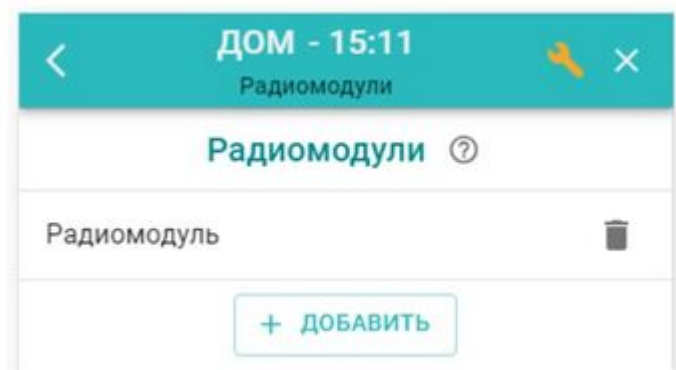 ДОМ - 15:11
Радиомодули
Радиомодули ?
Радиомодуль
+ ДОБАВИТЬ